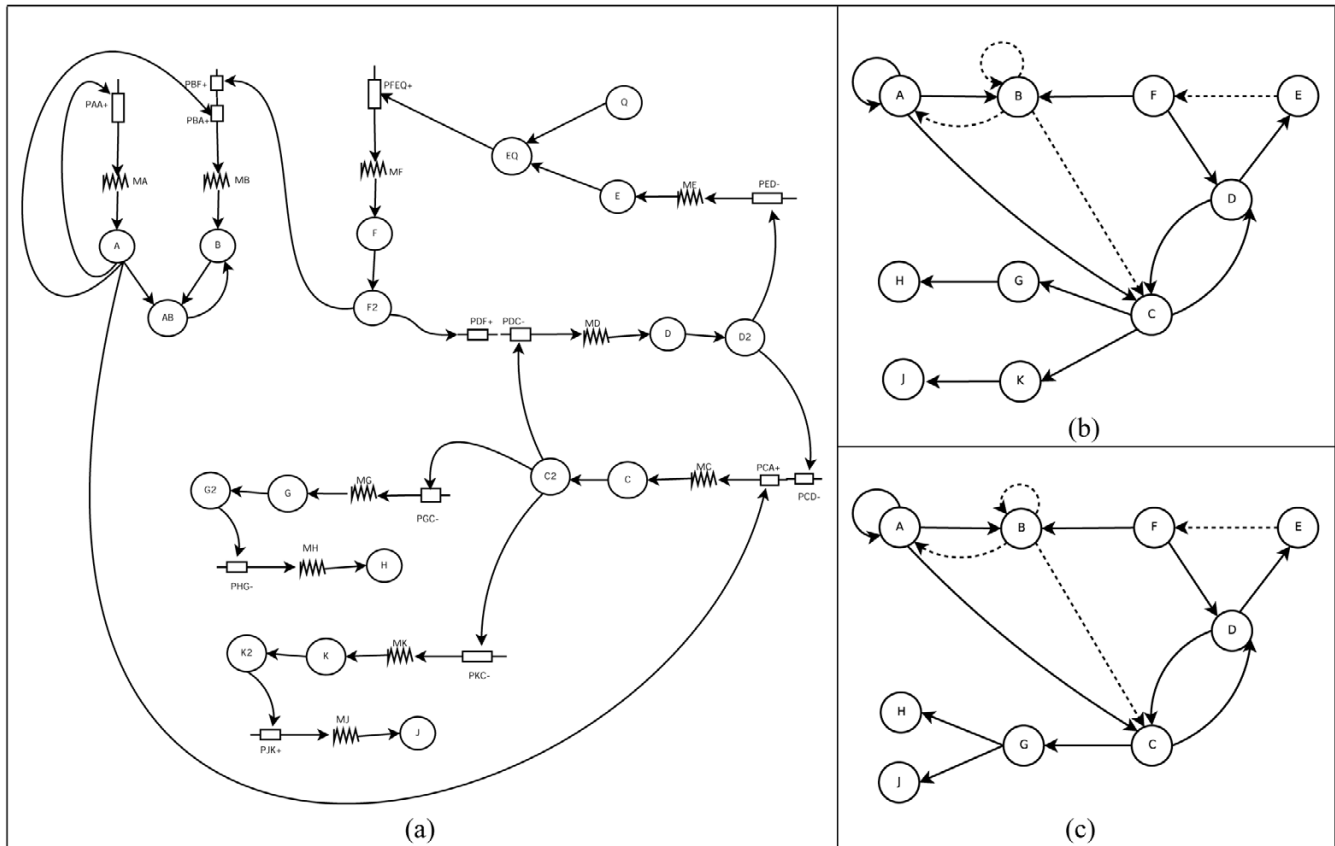 PBF+
PFEQ+
PAA+
PBA+
Q
EQ
MA
MB
MF
E
ME
PED-
A
B
F
AB
F2
PDF+
PDC-
MD
D
D2
G2
G
MG
PGC-
C2
C
MC
PCA+
PCD-
PHG-
MH
H
K2
K
MK
PKC-
PJK+
MJ
J
(a)
A
B
F
E
D
H
G
C
J
K
(b)
A
B
F
E
D
H
G
C
J
(c)